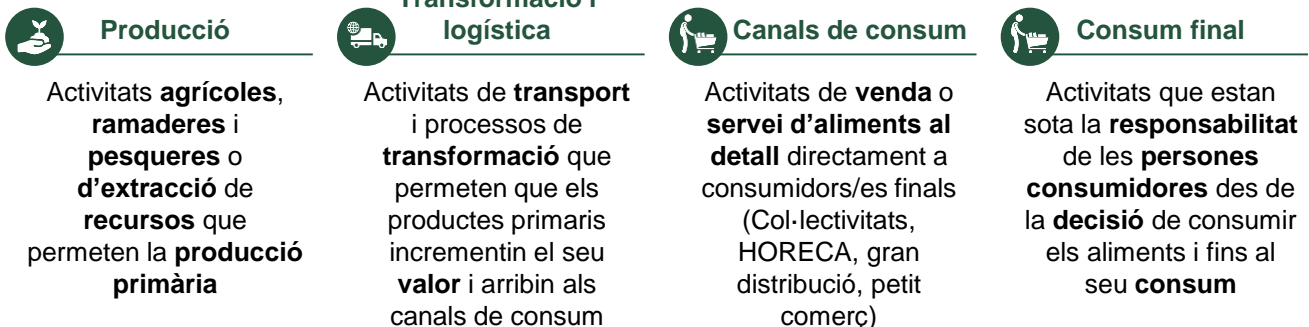 Producció
Activitats agrícoles,
ramaderes i
pesqueres o
d’extracció de
recursos que
permeten la producció
primària
Transformació i
logística
Activitats de transport
i processos de
transformació que
permeten que els
productes primaris
incrementin el seu
valor i arribin als
canals de consum
Canals de consum
Activitats de venda o
servei d’aliments al
detall directament a
consumidors/es finals
(Col·lectivitats,
HORECA, gran
distribució, petit
comerç)
Consum final
Activitats que estan
sota la responsabilitat
de les persones
consumidores des de
la decisió de consumir
els aliments i fins al
seu consum